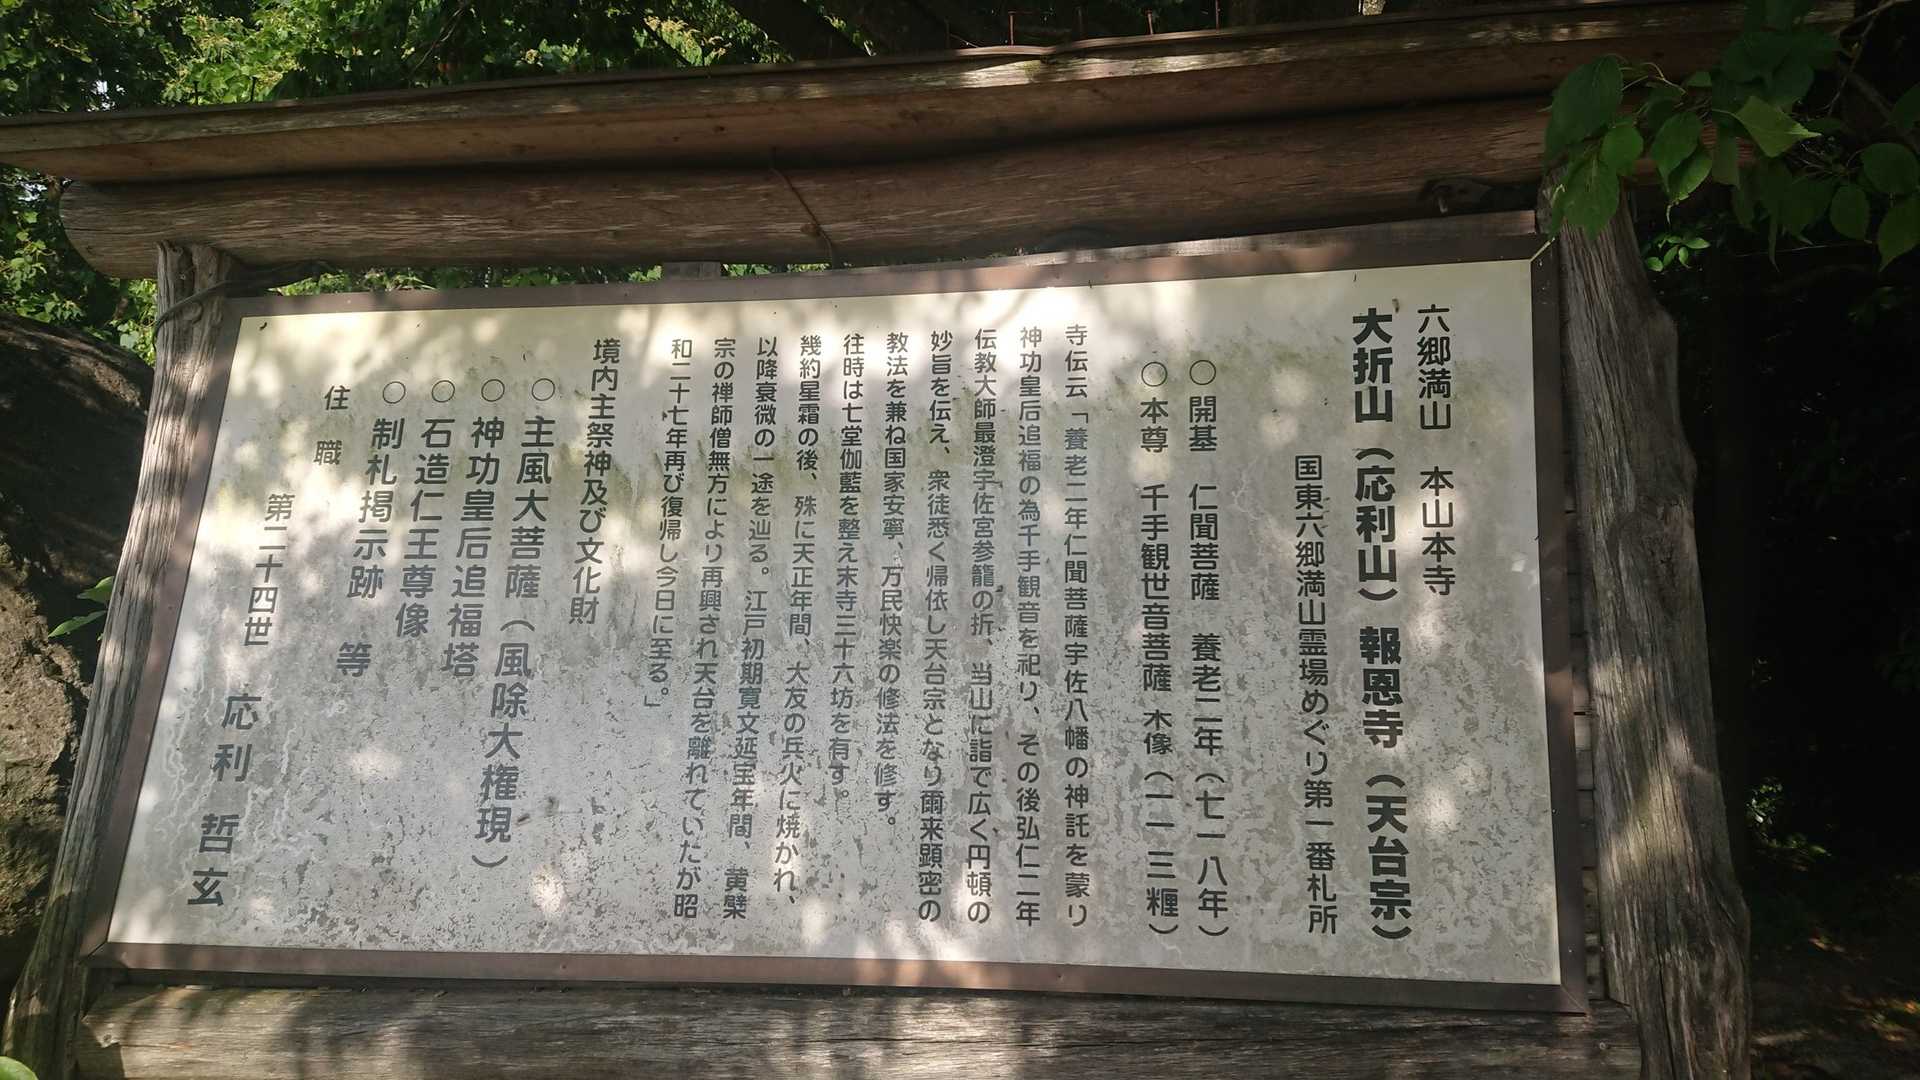 六郷満山　本山本寺
大折山（応利山）報恩寺（天台宗）
国東六郷満山霊場めぐり第一番札所
○開基　仁聞菩薩　養老二年（七一八年）
○本尊　千手観世音菩薩　木像（一一三糎）
寺伝云「養老二年仁聞菩薩宇佐八幡の神託を蒙り
神功皇后追福の為千手観音を祀り、その後弘仁二年
伝教大師最澄宇佐宮参籠の折、当山に詣で広く円頓の
妙旨を伝え、衆徒悉く帰依し天台宗となり爾来顕密の
教法を兼ね国家安寧、万民快楽の修法を修す。
往時は七堂伽藍を整え末寺三十六坊を有す。
幾約星霜の後、殊に天正年間、大友の兵火に焼かれ、
以降衰微の一途を辿る。江戸初期寛文延宝年間、黄檗
宗の禅師僧無方により再興され天台を離れていたが昭
和二十七年再び復帰し今日に至る。」
境内主祭神及び文化財
○主風大菩薩（風除大権現）
○神功皇后追福塔
○石造仁王尊像
○制札掲示跡　等
住職
第二十四世　応利哲玄